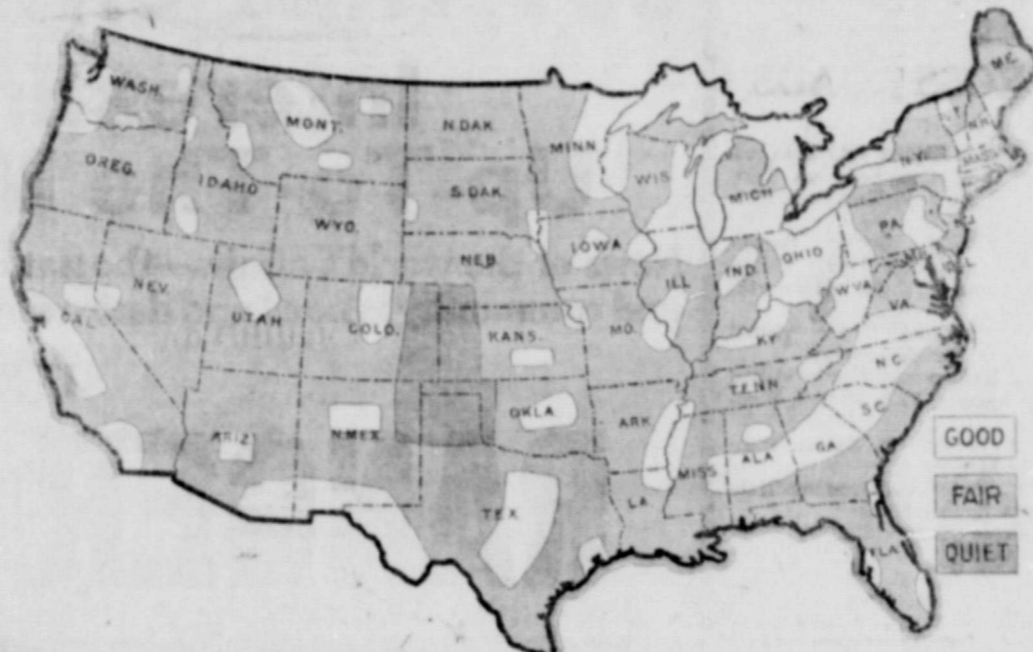 WASH.
MONT.
N.DAK.
MINN.
ME.
OREG.
IDAHO
S.DAK.
WIS.
MICH
N.Y.
N.H.
MASS
WYO.
IOWA
PA.
NEB.
NEV.
UTAH
COLO.
KANS.
MO.
ILL
IND.
OHIO
W.VA.
VA.
CAL.
KY.
N.C.
TENN
ARIZ
N.MEX.
OKLA.
ARK.
S.C.
MISS
ALA
GA
TEX
LA
FLA
GOOD
FAIR
QUIET